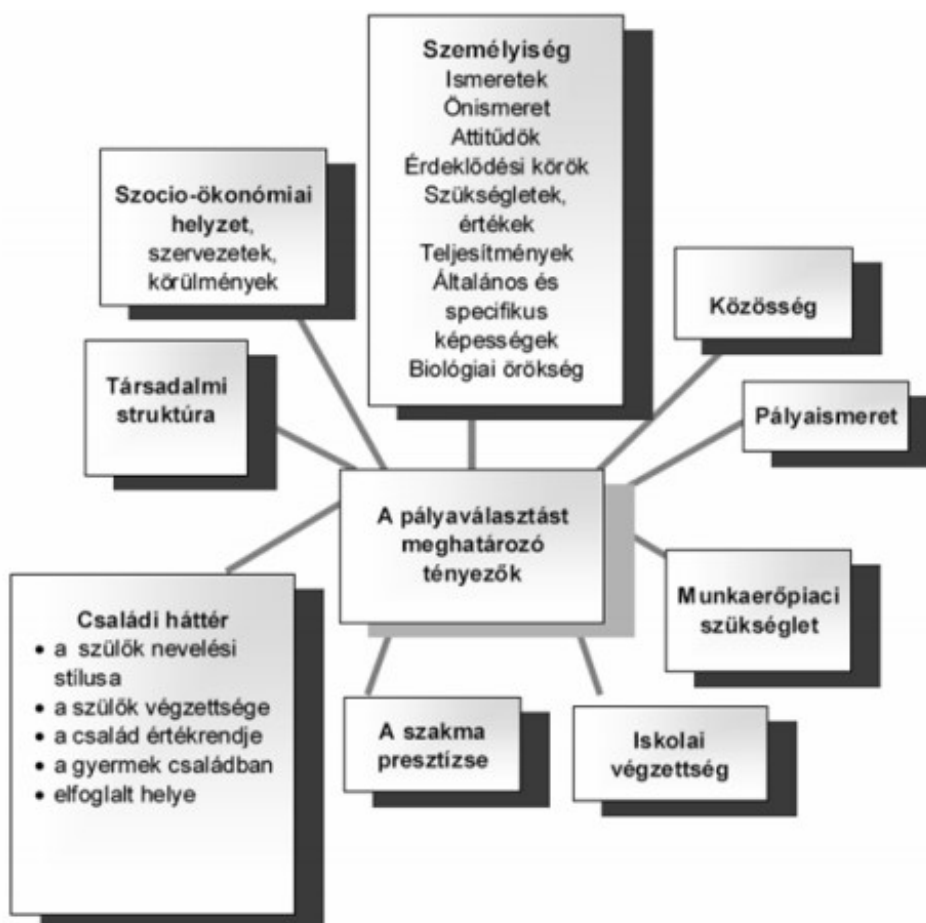 Személyiség
Ismeretek
Önismeret
Attitűdök
Érdeklődési körök
Szükségletek,
értékek
Teljesítmények
Általános és
specifikus
képességek
Biológiai örökség
Szocio-ökonómiai
helyzet,
szervezetek,
körülmények
Közösség
Társadalmi
struktúra
Pályaismeret
A pályaválasztást
meghatározó
tényezők
Munkaerőpiaci
szükséglet
Családi háttér
• a szülők nevelési
stílusa
• a szülők végzettsége
• a család értékrendje
• a gyermek családban
• elfoglalt helye
A szakma
presztízse
Iskolai
végzettség